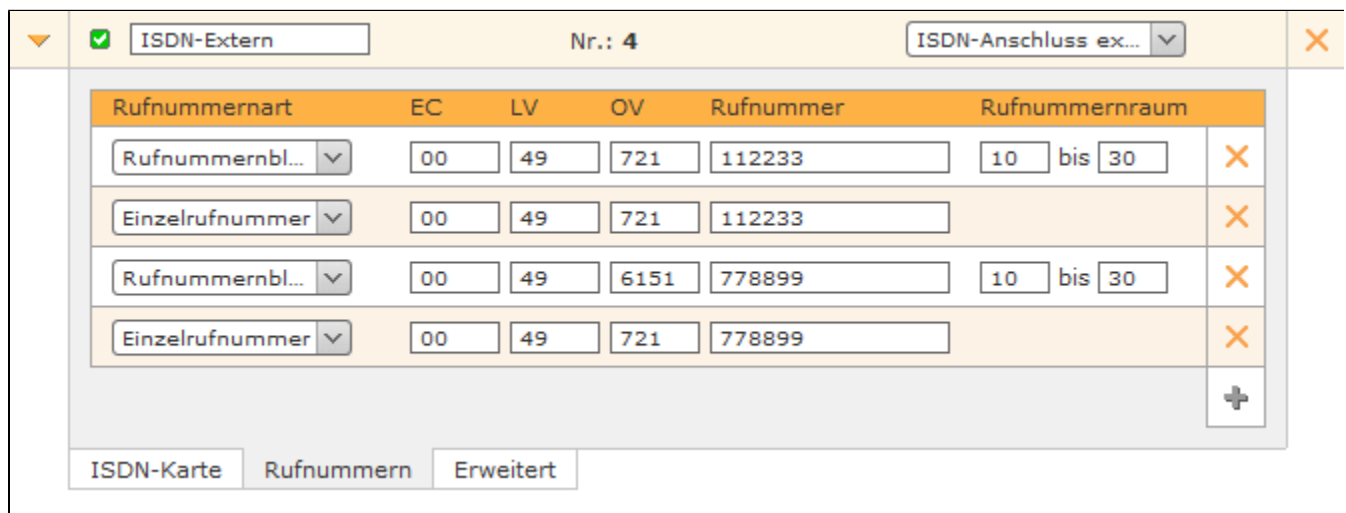 ISDN-Extern Nr.: 4 ISDN-Anschluss ex...
Rufnummernart EC LV OV Rufnummer Rufnummernraum
Rufnummernbl... 00 49 721 112233 10 bis 30
Einzelrufnummer 00 49 721 112233
Rufnummernbl... 00 49 6151 778899 10 bis 30
Einzelrufnummer 00 49 721 778899
ISDN-Karte Rufnummern Erweitert